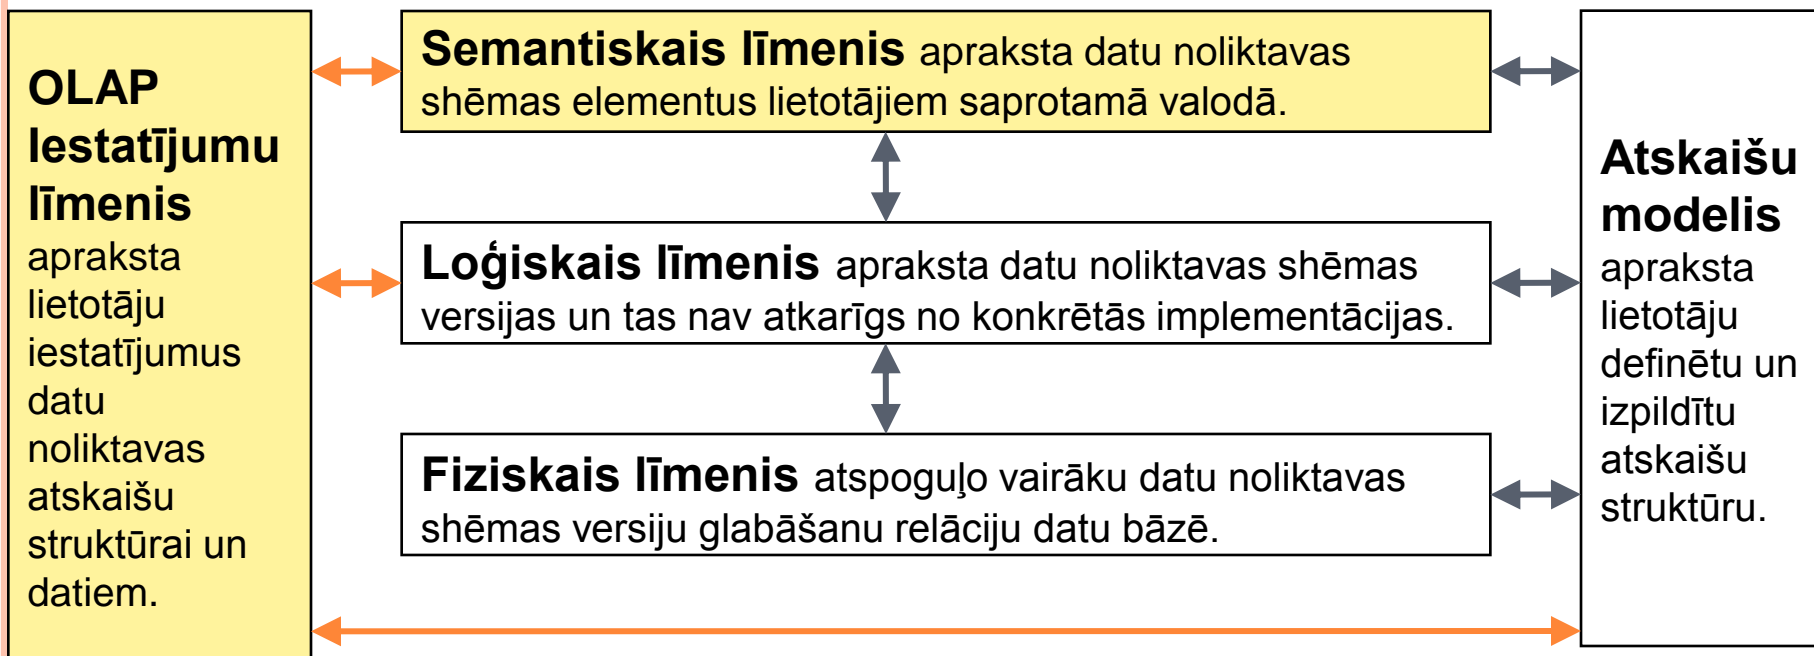 OLAP
Iestatījumu
līmenis
apraksta
lietotāju
iestatījumus
datu
noliktavas
atskaišu
struktūrai un
datiem.
Semantiskais līmenis apraksta datu noliktavas
shēmas elementus lietotājiem saprotamā valodā.
Loģiskais līmenis apraksta datu noliktavas shēmas
versijas un tas nav atkarīgs no konkrētās implementācijas.
Fiziskais līmenis atspoguļo vairāku datu noliktavas
shēmas versiju glabāšanu relāciju datu bāzē.
Atskaišu
modelis
apraksta
lietotāju
definētu un
izpildītu
atskaišu
struktūru.